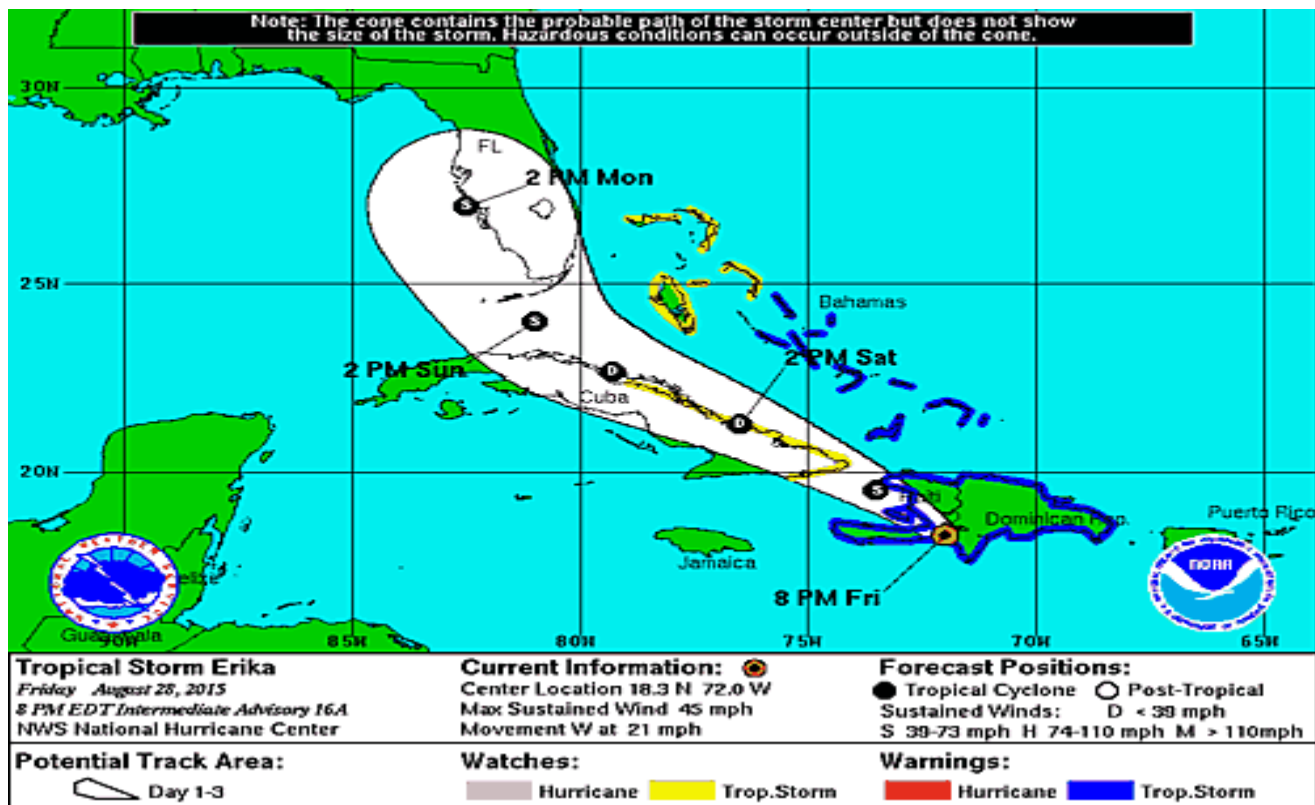 Note: The cone contains the probable path of the storm center but does not show
the size of the storm. Hazardous conditions can occur outside of the cone.
30N
FL
2 PM Mon
25N
Bahamas
2 PM Sat
2 PM Sun
Cuba
20N
Haiti
Dominican Rep.
Puerto Rico
Jamaica
8 PM Fri
NOAA
Belize
Guatemala
90W
85W
80W
75W
70W
65W
S
S
D
D
S
Tropical Storm Erika
Friday August 28, 2015
8 PM EDT Intermediate Advisory 16A
NWS National Hurricane Center
Current Information:
Center Location 18.3 N 72.0 W
Max Sustained Wind 45 mph
Movement W at 21 mph
Forecast Positions:
Tropical Cyclone Post-Tropical
Sustained Winds: D < 39 mph
S 39-73 mph H 74-110 mph M > 110mph
Potential Track Area:
Day 1-3
Watches:
Hurricane Trop.Storm
Warnings:
Hurricane Trop.Storm